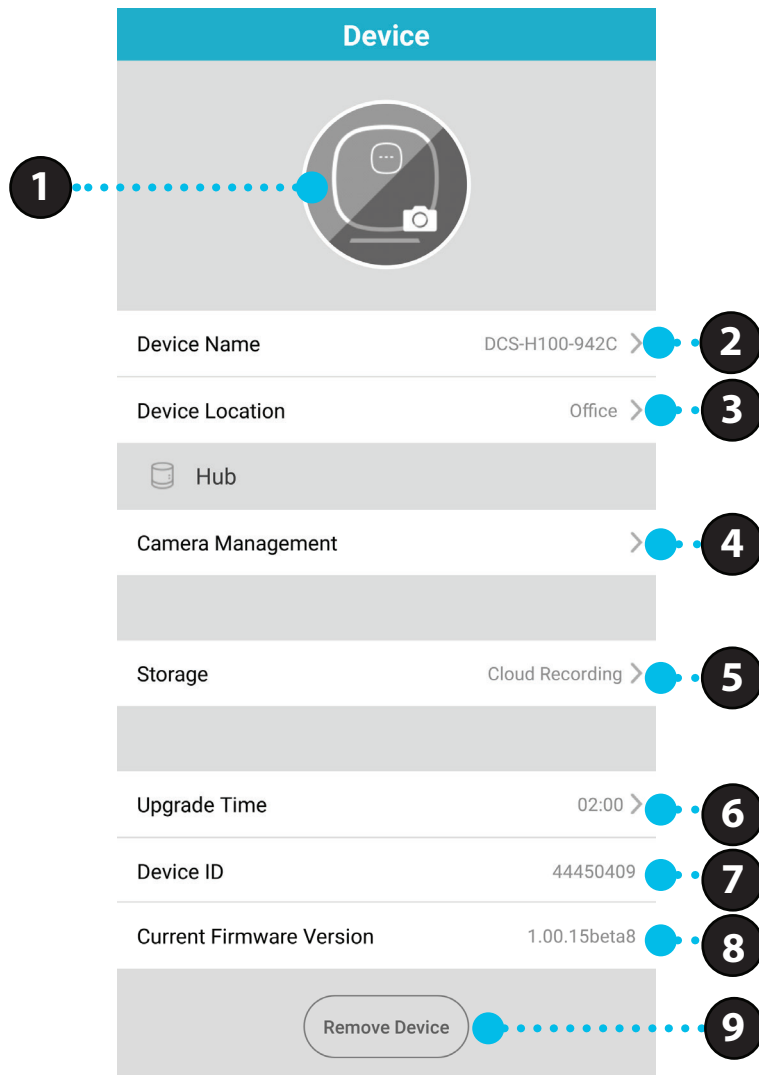 Device
1
Device Name DCS-H100-942C 2
Device Location Office 3
Hub
Camera Management 4
Storage Cloud Recording 5
Upgrade Time 02:00 6
Device ID 44450409 7
Current Firmware Version 1.00.15beta8 8
Remove Device 9